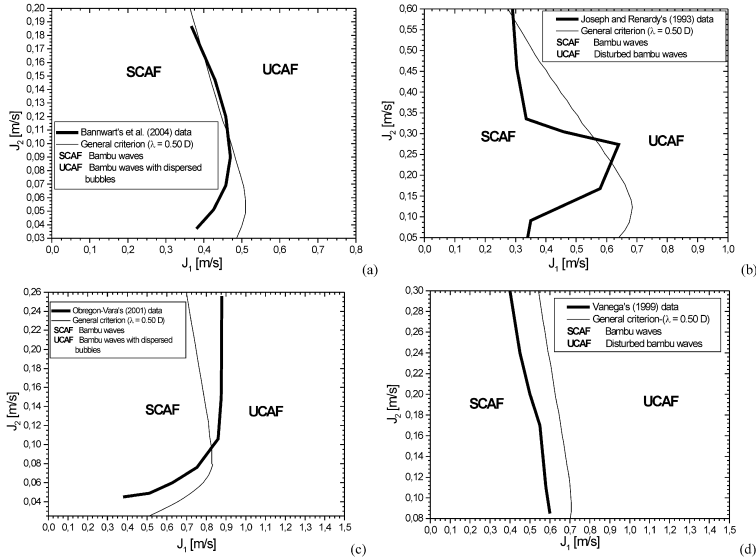 0,20
0,19
0,18
0,17
0,16
0,15
0,14
0,13
0,12
0,11
0,10
0,09
0,08
0,07
0,06
0,05
0,04
0,03
J2 [m/s]
SCAF UCAF
Bannwart's et al. (2004) data
General criterion (λ = 0.50 D)
SCAF Bambu waves
UCAF Bambu waves with dispersed
bubbles
0,0 0,1 0,2 0,3 0,4 0,5 0,6 0,7 0,8
J1 [m/s]
(a)
0,60
0,55
0,50
0,45
0,40
0,35
0,30
0,25
0,20
0,15
0,10
0,05
J2 [m/s]
Joseph and Renardy's (1993) data
General criterion (λ = 0.50 D)
SCAF Bambu waves
UCAF Disturbed bambu waves
SCAF UCAF
0,0 0,1 0,2 0,3 0,4 0,5 0,6 0,7 0,8 0,9 1,0
J1 [m/s]
(b)
0,26
0,24
0,22
0,20
0,18
0,16
0,14
0,12
0,10
0,08
0,06
0,04
J2 [m/s]
Obregon-Vara's (2001) data
General criterion (λ = 0.50 D)
SCAF Bambu waves
UCAF Bambu waves with dispersed
bubbles
SCAF UCAF
0,0 0,1 0,2 0,3 0,4 0,5 0,6 0,7 0,8 0,9 1,0 1,1 1,2 1,3 1,4 1,5
J1 [m/s]
(c)
0,30
0,28
0,26
0,24
0,22
0,20
0,18
0,16
0,14
0,12
0,10
0,08
J2 [m/s]
Vanega's (1999) data
General criterion-(λ = 0.50 D)
SCAF Bambu waves
UCAF Disturbed bambu waves
SCAF UCAF
0,0 0,1 0,2 0,3 0,4 0,5 0,6 0,7 0,8 0,9 1,0 1,1 1,2 1,3 1,4 1,5
J1 [m/s]
(d)